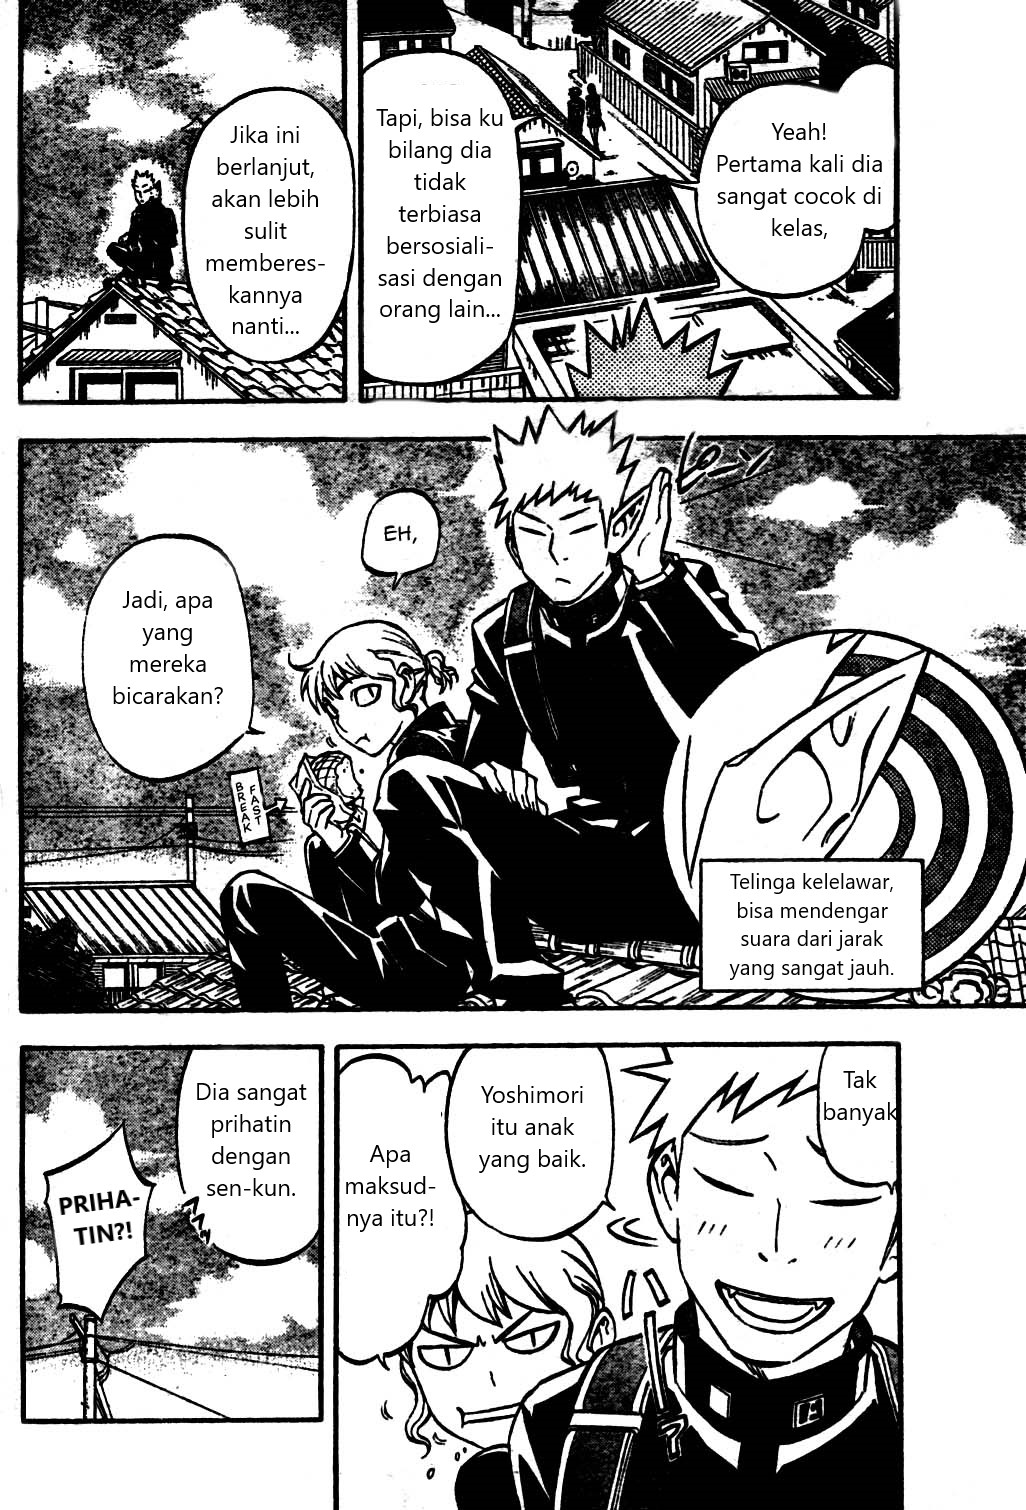 Yeah!
Pertama kali dia
sangat cocok di
kelas,
Tapi, bisa ku
bilang dia
tidak
terbiasa
bersosiali-
sasi dengan
orang lain...
Jika ini
berlanjut,
akan lebih
sulit
memberes-
kannya
nanti...
ピーン
EH,
Jadi, apa
yang
mereka
bicarakan?
FAST
BREAK
Telinga kelelawar,
bisa mendengar
suara dari jarak
yang sangat jauh.
Tak
banyak
Yoshimori
itu anak
yang baik.
Apa
maksud-
nya itu?!
Dia sangat
prihatin
dengan
sen-kun.
PRIHA-
TIN?!